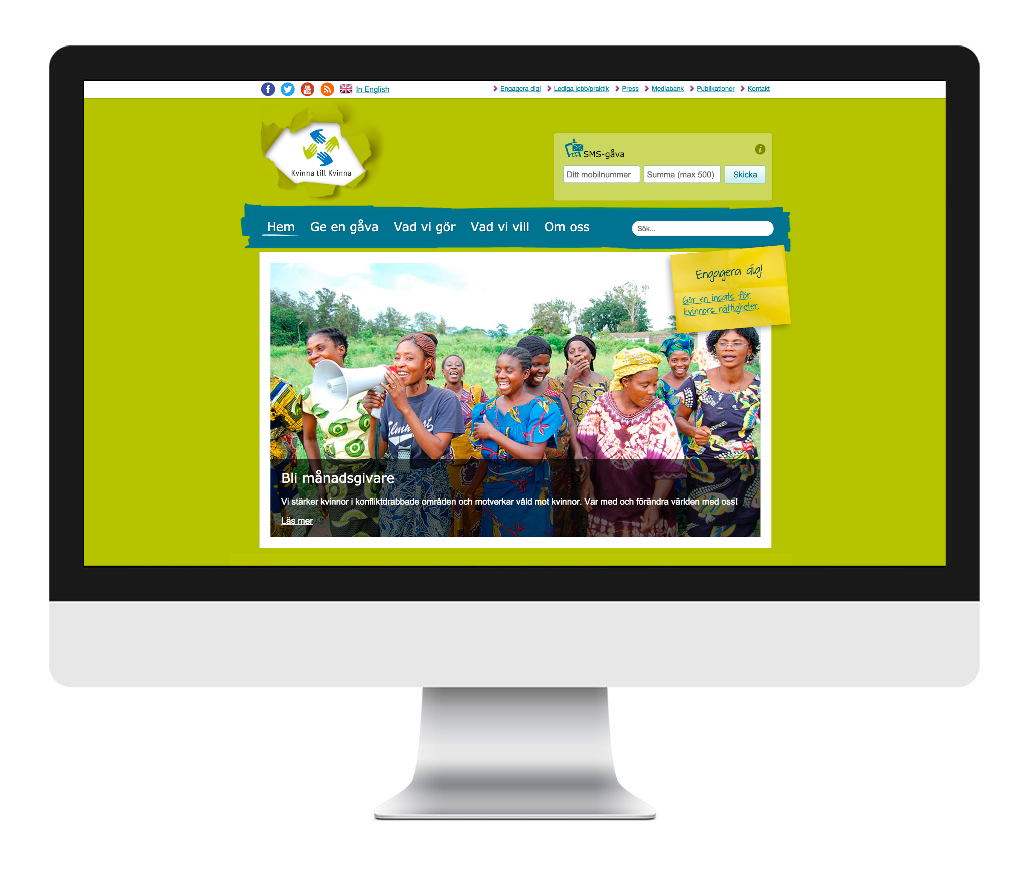 In English
Engagera dig!
Lediga jobb/praktik
Press
Mediabank
Publikationer
Kontakt
Kvinna till Kvinna
SMS-gåva
i
Ditt mobilnummer
Summa (max 500)
Skicka
Hem
Ge en gåva
Vad vi gör
Vad vi vill
Om oss
Sök...
Engagera dig!
Gör en insats för
kvinnors rättigheter.
Bli månadsgivare
Vi stärker kvinnor i konfliktdrabbade områden och motverkar våld mot kvinnor. Var med och förändra världen med oss!
Läs mer